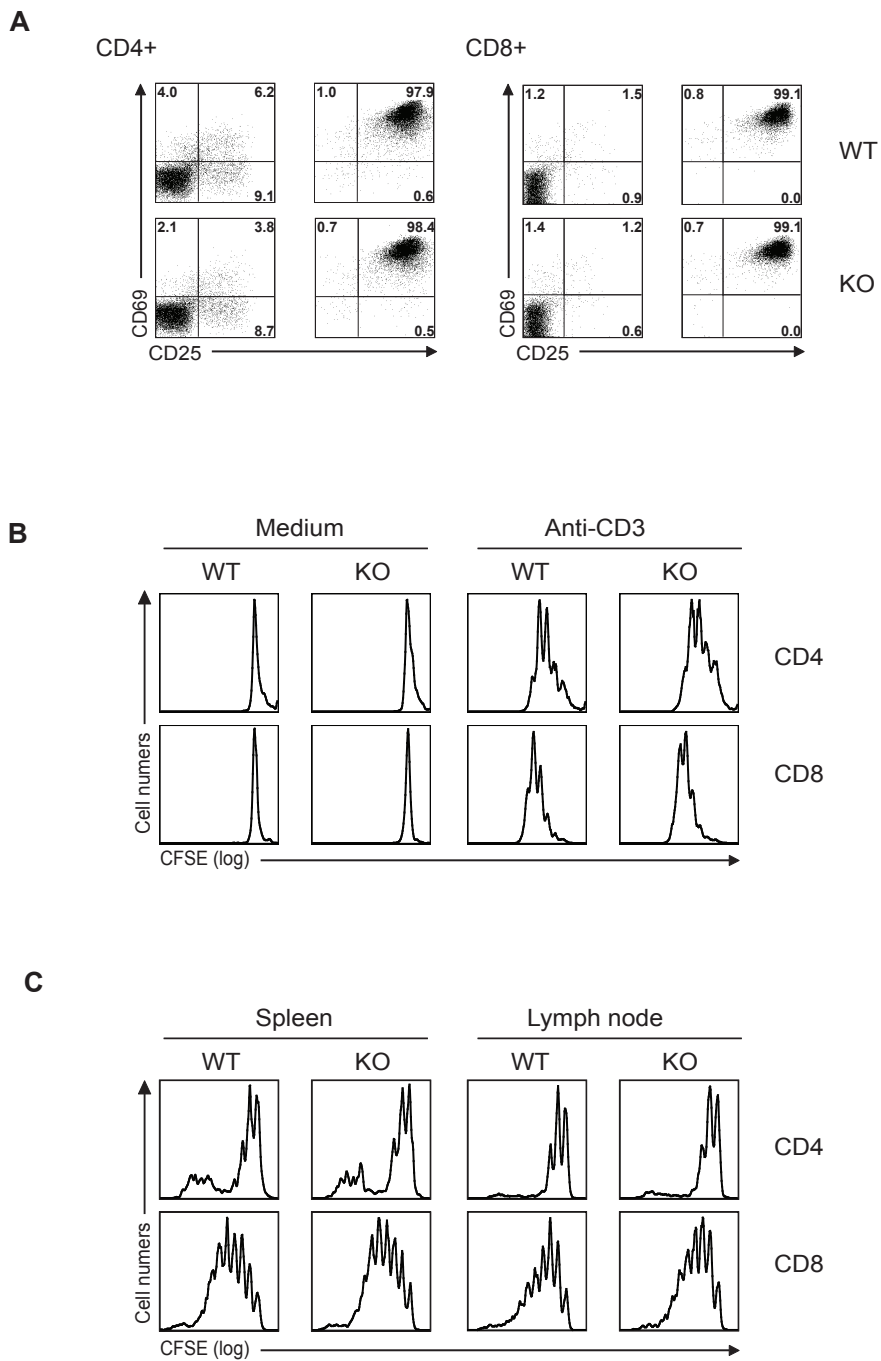 A
CD4+ CD8+
4.0 6.2 1.0 97.9 1.2 1.5 0.8 99.1
WT
9.1 0.6 0.9 0.0
2.1 3.8 0.7 98.4 1.4 1.2 0.7 99.1
KO
8.7 0.5 0.6 0.0
CD69 CD69
CD25 CD25
B
Medium Anti-CD3
WT KO WT KO
CD4
CD8
Cell numers
CFSE (log)
C
Spleen Lymph node
WT KO WT KO
CD4
CD8
Cell numers
CFSE (log)